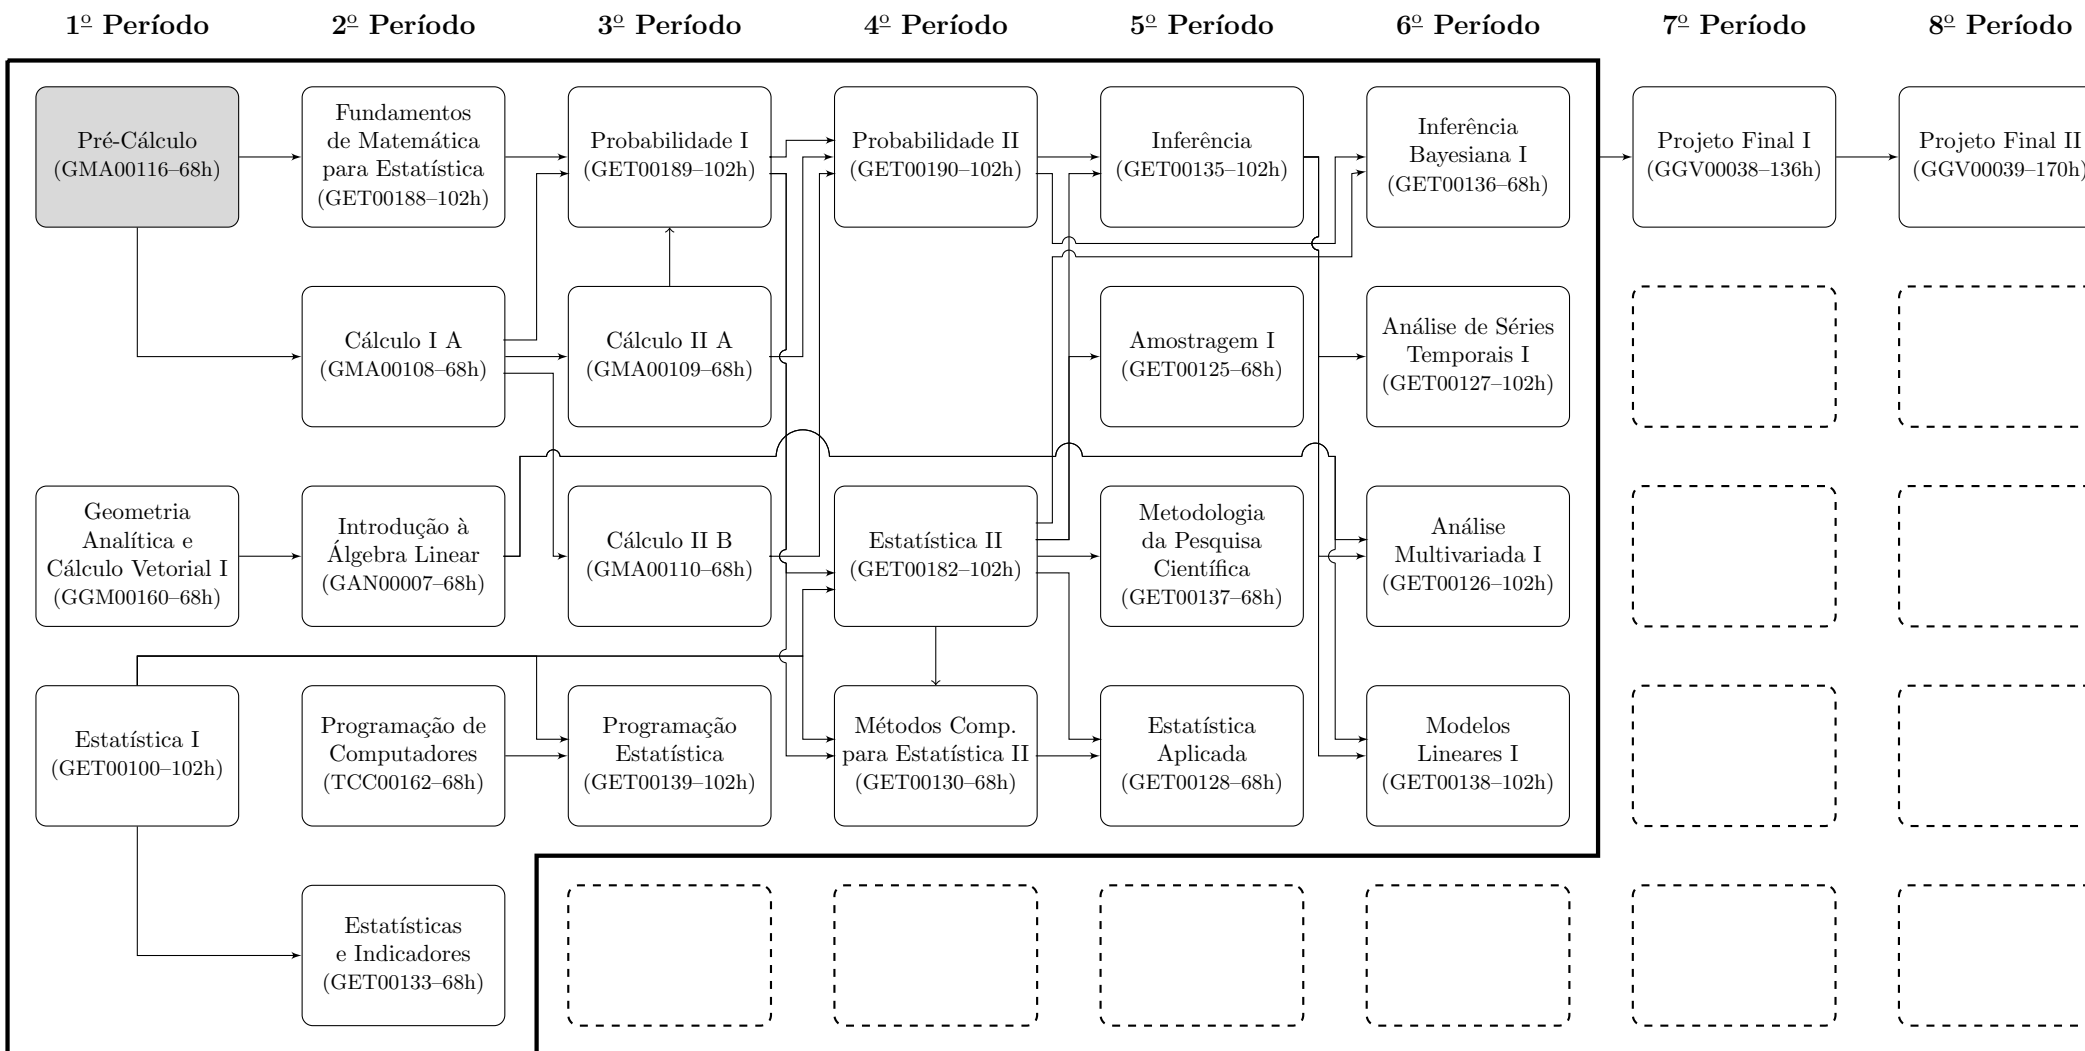 1º Período
2º Período
3º Período
4º Período
5º Período
6º Período
7º Período
8º Período
Pré-Cálculo
(GMA00116–68h)
Fundamentos
de Matemática
para Estatística
(GET00188–102h)
Probabilidade I
(GET00189–102h)
Probabilidade II
(GET00190–102h)
Inferência
(GET00135–102h)
Inferência
Bayesiana I
(GET00136–68h)
Projeto Final I
(GGV00038–136h)
Projeto Final II
(GGV00039–170h)
Cálculo I A
(GMA00108–68h)
Cálculo II A
(GMA00109–68h)
Amostragem I
(GET00125–68h)
Análise de Séries
Temporais I
(GET00127–102h)
Geometria
Analítica e
Cálculo Vetorial I
(GGM00160–68h)
Introdução à
Álgebra Linear
(GAN00007–68h)
Cálculo II B
(GMA00110–68h)
Estatística II
(GET00182–102h)
Metodologia
da Pesquisa
Científica
(GET00137–68h)
Análise
Multivariada I
(GET00126–102h)
Estatística I
(GET00100–102h)
Programação de
Computadores
(TCC00162–68h)
Programação
Estatística
(GET00139–102h)
Métodos Comp.
para Estatística II
(GET00130–68h)
Estatística
Aplicada
(GET00128–68h)
Modelos
Lineares I
(GET00138–102h)
Estatísticas
e Indicadores
(GET00133–68h)